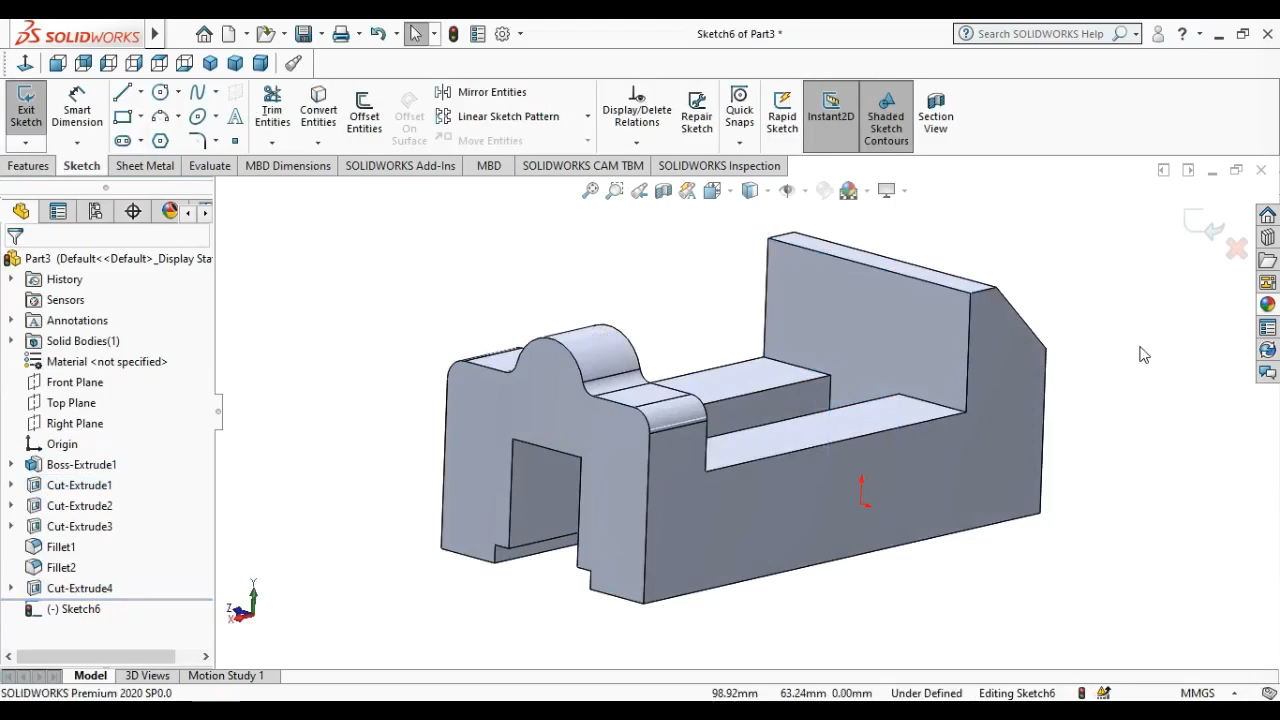 SOLIDWORKS
Sketch6 of Part3 *
Search SOLIDWORKS Help
?
Exit Sketch
Smart Dimension
Trim Entities
Convert Entities
Offset Entities
Offset On Surface
Mirror Entities
Linear Sketch Pattern
Move Entities
Display/Delete Relations
Repair Sketch
Quick Snaps
Rapid Sketch
Instant2D
Shaded Sketch Contours
Section View
Features
Sketch
Sheet Metal
Evaluate
MBD Dimensions
SOLIDWORKS Add-Ins
MBD
SOLIDWORKS CAM TBM
SOLIDWORKS Inspection
Part3 (Default<<Default>_Display Sta
History
Sensors
Annotations
Solid Bodies(1)
Material <not specified>
Front Plane
Top Plane
Right Plane
Origin
Boss-Extrude1
Cut-Extrude1
Cut-Extrude2
Cut-Extrude3
Fillet1
Fillet2
Cut-Extrude4
(-) Sketch6
Y
Z
X
Model
3D Views
Motion Study 1
SOLIDWORKS Premium 2020 SP0.0
98.92mm
63.24mm
0.00mm
Under Defined
Editing Sketch6
MMGS